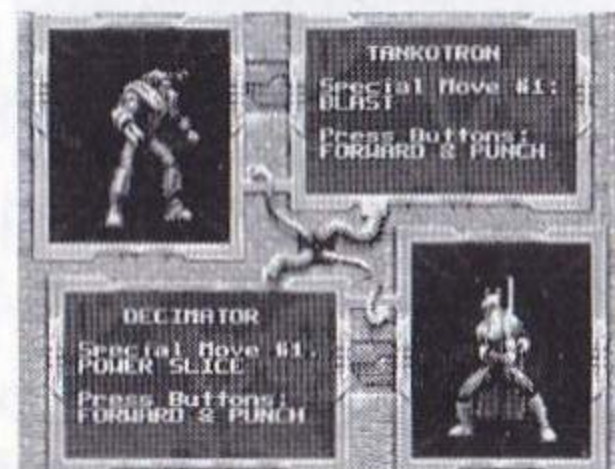 TANKOTRON
Special Move #1:
BLAST
Press Buttons:
FORWARD & PUNCH
DECIMATOR
Special Move #1.
POWER SLICE
Press Buttons:
FORWARD & PUNCH